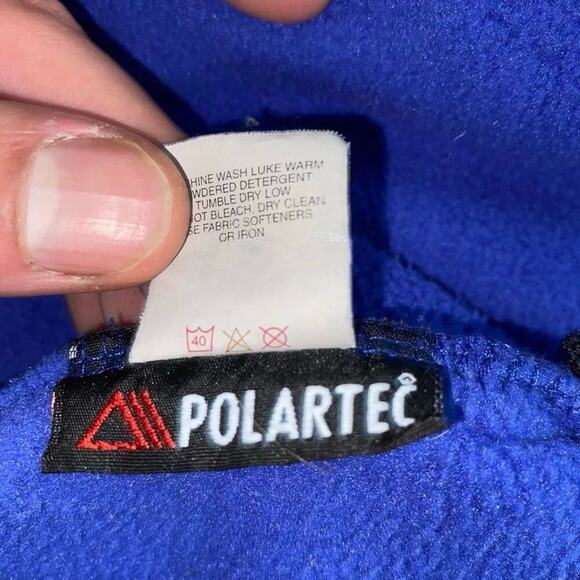 HINE WASH LUKE WARM
WDERED DETERGENT
TUMBLE DRY LOW
OT BLEACH, DRY CLEAN
SE FABRIC SOFTENERS
OR IRON
40
POLARTEC